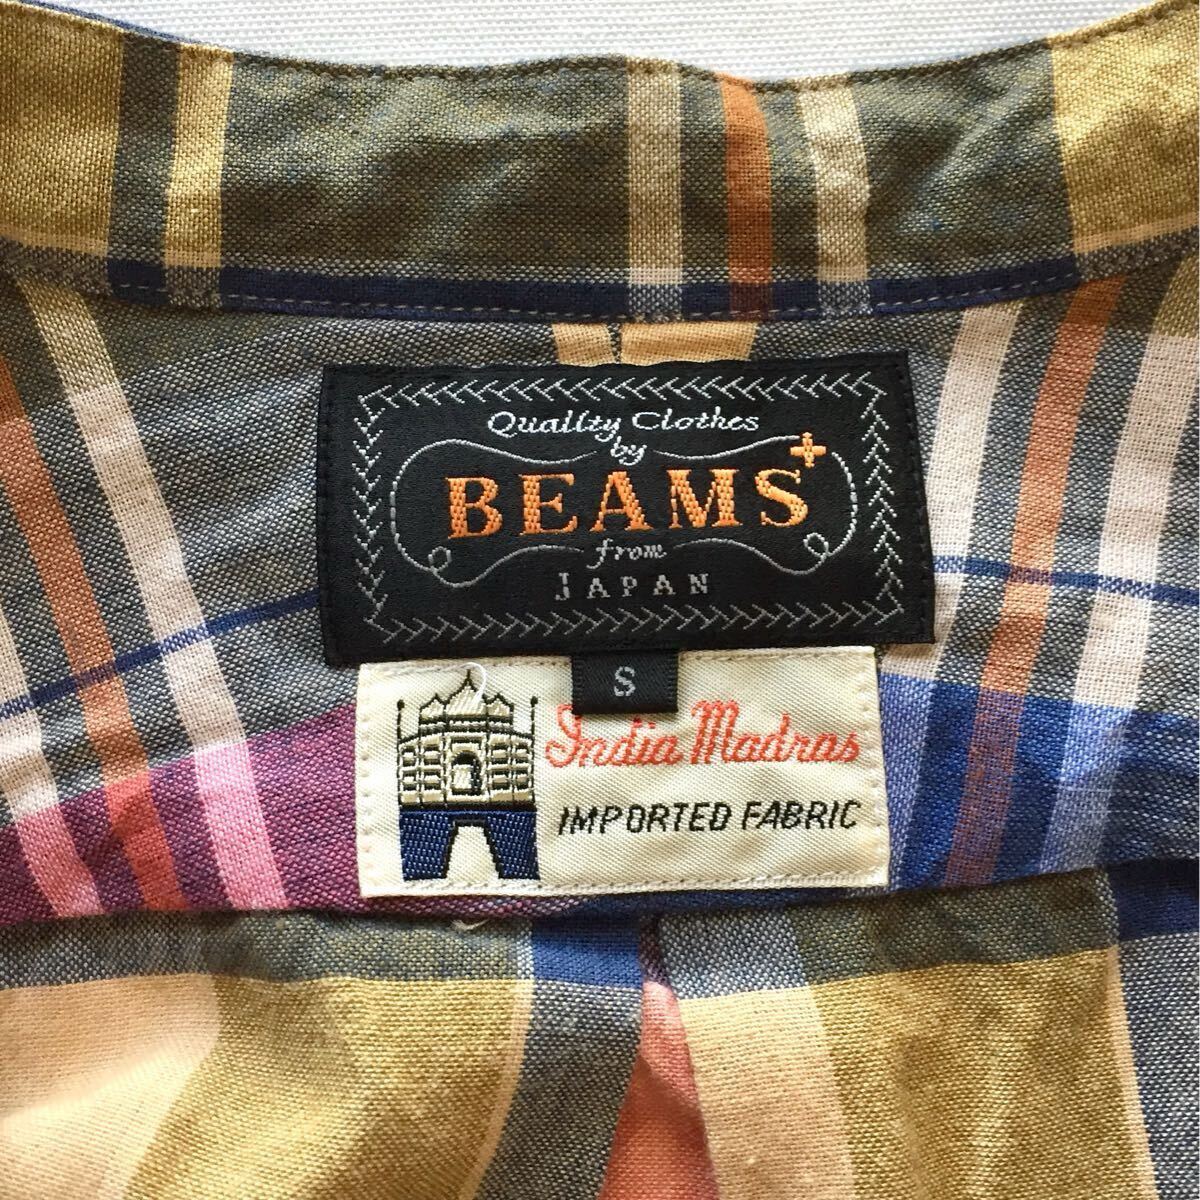 Quality Clothes
by
BEAMS+
from
JAPAN
S
India Madras
IMPORTED FABRIC